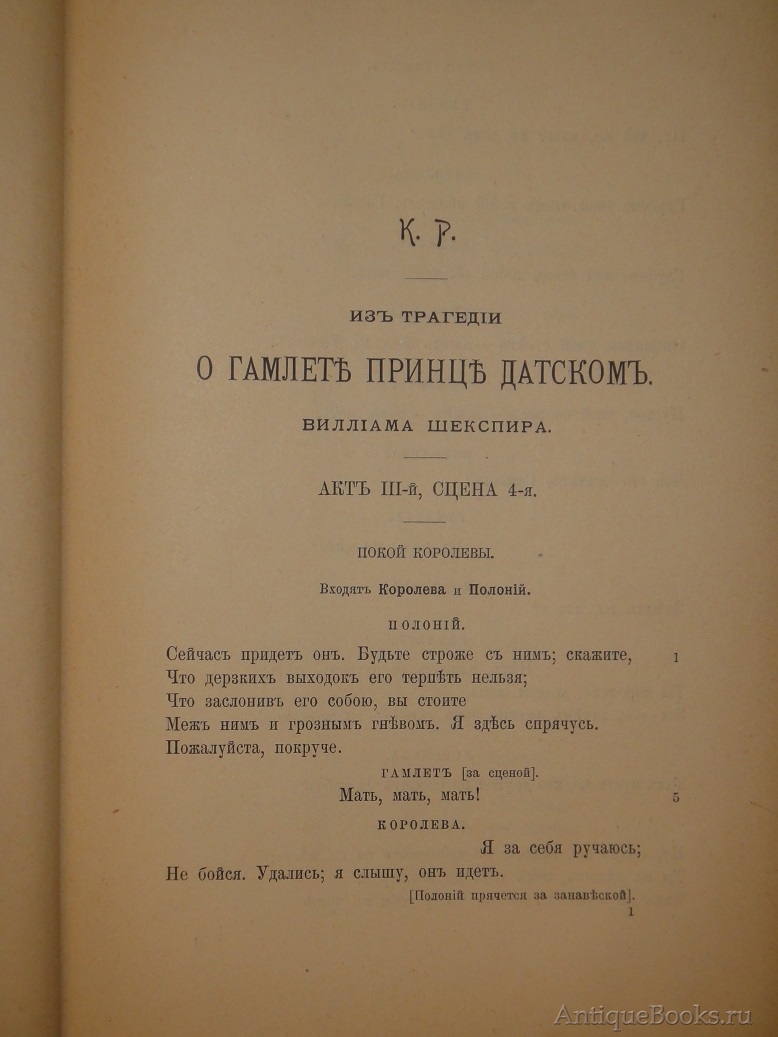 К. Р.
ИЗЪ ТРАГЕДІИ
О ГАМЛЕТѢ ПРИНЦѢ ДАТСКОМЪ.
ВИЛЛІАМА ШЕКСПИРА.
АКТЪ III-й, СЦЕНА 4-я.
ПОКОЙ КОРОЛЕВЫ.
Входятъ Королева и Полоній.
ПОЛОНІЙ.
Сейчасъ придетъ онъ. Будьте строже съ нимъ; скажите, 1
Что дерзкихъ выходокъ его терпѣть нельзя;
Что заслонивъ его собою, вы стоите
Межъ нимъ и грознымъ гнѣвомъ. Я здѣсь спрячусь.
Пожалуйста, покруче.
ГАМЛЕТЪ [за сценой].
Мать, мать, мать! 5
КОРОЛЕВА.
Я за себя ручаюсь;
Не бойся. Удались; я слышу, онъ идетъ.
[Полоній прячется за занавѣской].
1
AntiqueBooks.ru